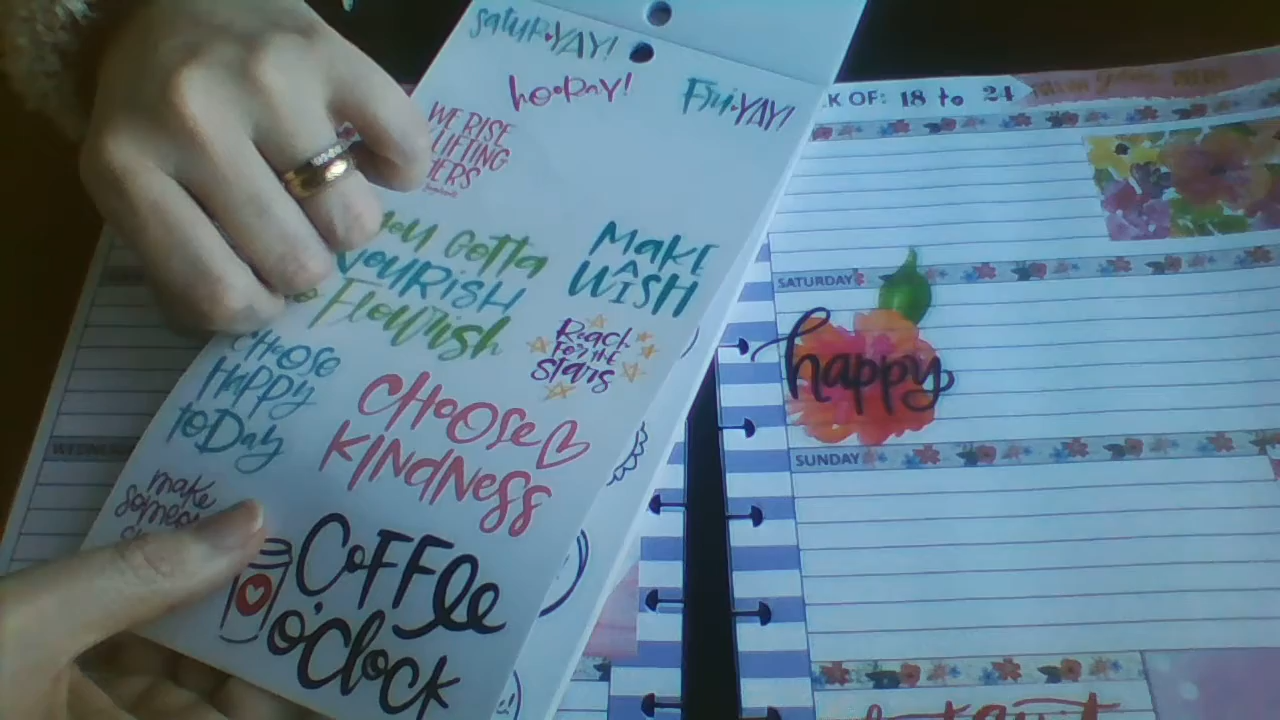 SaturYAY!
hooRay!
FRi-YAY!
WE RISE
LIFTING
You GOTTA
NOURISH
to Flourish
Make
A
WISH
Reach
FOR THE
STARS
CHOOSE
HAPPY
toDay
CHOOSE
KINDNESS
make
COFFee
O'Clock
K OF: 18 to 24
SATURDAY
happy
SUNDAY